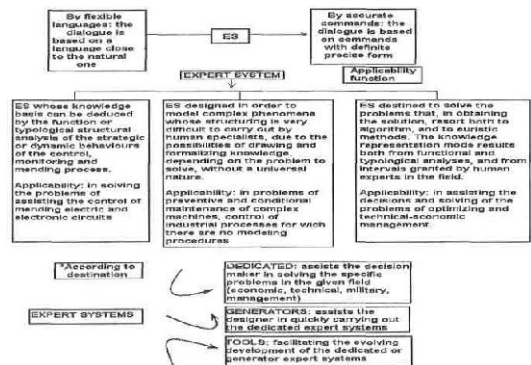 By flexible
languages: the
dialogue is
based on a
language close
to the natural
one
ES
By accurate
commands: the
dialogue is based
on commands
with definite
precise form
EXPERT SYSTEM
Applicability
function
ES whose knowledge
basis can be deduced
by the function or
typological structural
analysis of the strategic
or dynamic behaviours
of the control,
monitoring and
mending process.
Applicability: in solving
the problems of
assisting the control of
mending electric and
electronic circuits
ES designed in order to
model complex phenomena
whose structuring is very
difficult to carry out by
human specialists, due to the
possibilities of drawing and
formalizing knowledge,
depending on the problem to
solve, without a universal
nature.
Applicability: in problems of
preventive and conditional
maintenance of complex
machines, control of
industrial processes for wich
there are no modeling
procedures
ES destined to solve the
problems that, in obtaining
the solution, resort both to
algorithm, and to euristic
methods. The knowledge
representation mode results
both from functional and
typological analyses, and from
intervals granted by human
experts in the field.
Applicability: in assisting the
decisions and solving of the
problems of optimizing and
technical-economic
management.
*According to
destination
DEDICATED: assists the decision
maker in solving the specific
problems in the given field
(economic, technical, military,
management)
EXPERT SYSTEMS
GENERATORS: assists the
designer in quickly carrying out
the dedicated expert systems
TOOLS: facilitating the evolving
development of the dedicated or
generator expert systems